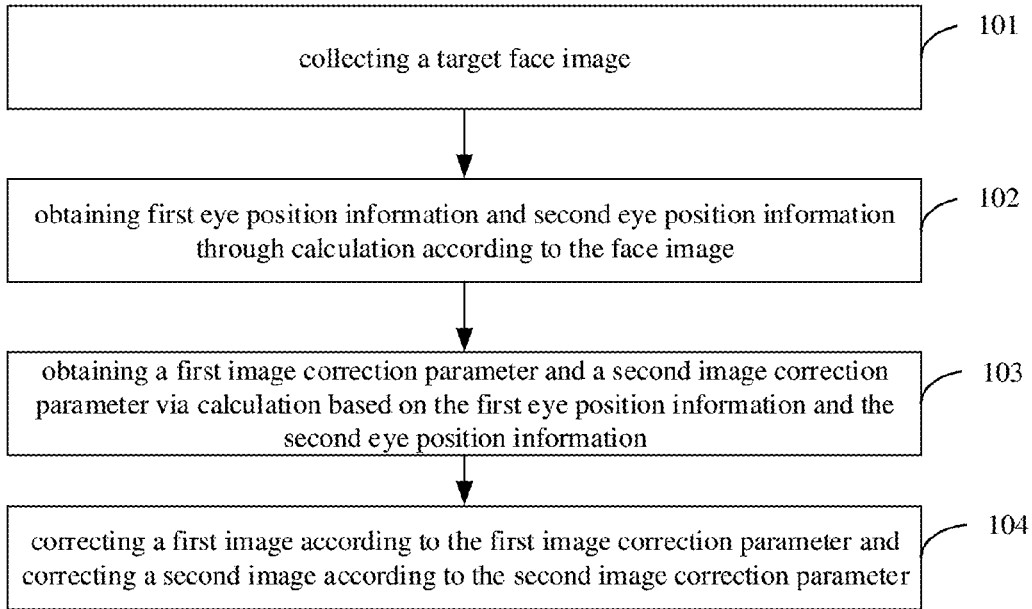 collecting a target face image
101
obtaining first eye position information and second eye position information
through calculation according to the face image
102
obtaining a first image correction parameter and a second image correction
parameter via calculation based on the first eye position information and the
second eye position information
103
correcting a first image according to the first image correction parameter and
correcting a second image according to the second image correction parameter
104